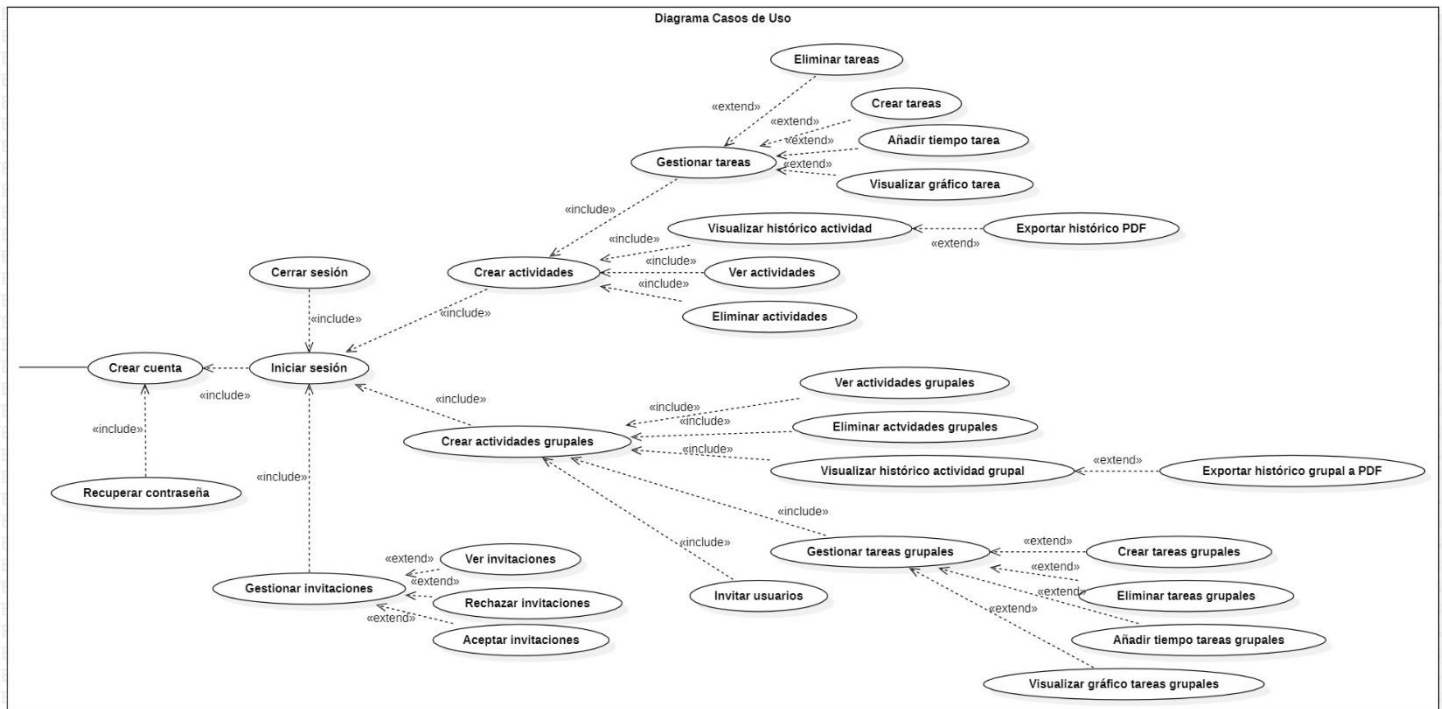 Diagrama Casos de Uso
Eliminar tareas
«extend»
Crear tareas
«extend»
Añadir tiempo tarea
«extend»
Gestionar tareas
«extend»
Visualizar gráfico tarea
«include»
Visualizar histórico actividad
Exportar histórico PDF
«include»
«extend»
Cerrar sesión
Crear actividades
«include»
Ver actividades
«include»
«include»
«include»
Eliminar actividades
Crear cuenta
Iniciar sesión
«include»
«include»
Ver actividades grupales
«include»
«include»
«include»
Eliminar actvidades grupales
Crear actividades grupales
«include»
Visualizar histórico actividad grupal
«extend»
Exportar histórico grupal a PDF
«include»
Recuperar contraseña
«include»
«include»
«include»
Gestionar tareas grupales
«extend»
Crear tareas grupales
«extend»
Ver invitaciones
«extend»
Gestionar invitaciones
«extend»
Rechazar invitaciones
«extend»
Aceptar invitaciones
Invitar usuarios
Eliminar tareas grupales
«extend»
«extend»
Añadir tiempo tareas grupales
Visualizar gráfico tareas grupales